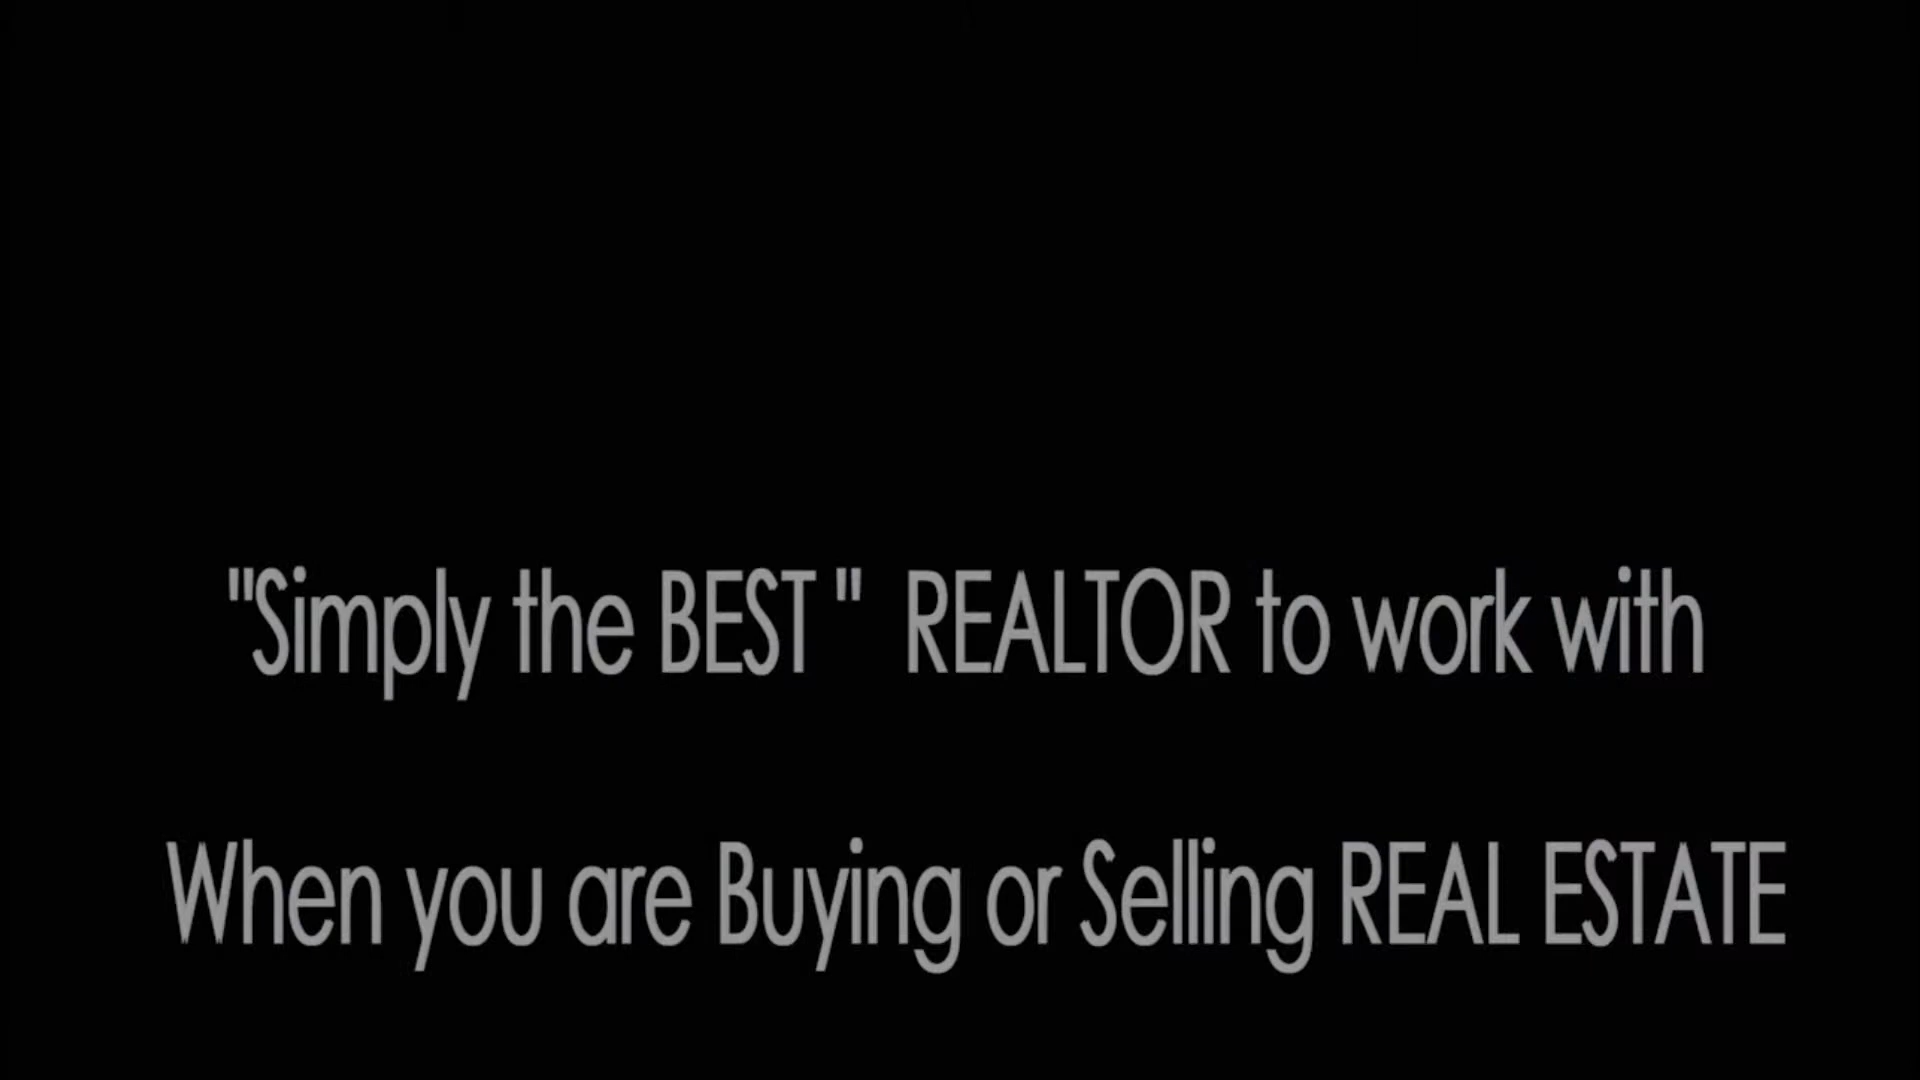 "Simply the BEST " REALTOR to work with
When you are Buying or Selling REAL ESTATE